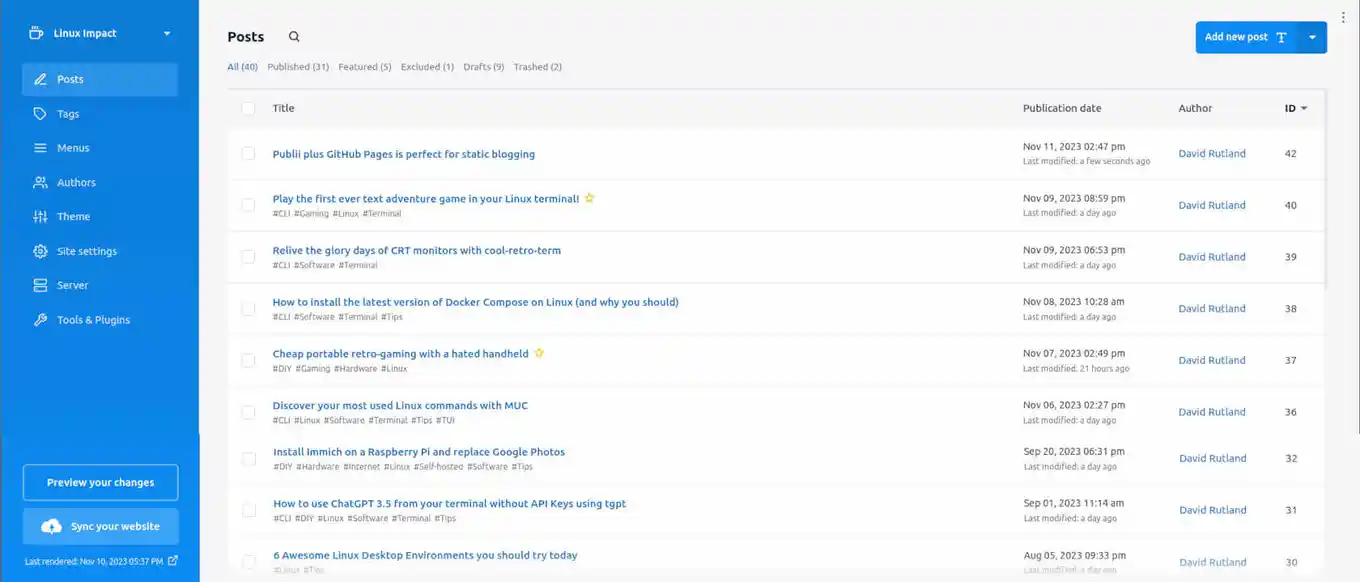 Linux Impact
Posts
Tags
Menus
Authors
Theme
Site settings
Server
Tools & Plugins
Preview your changes
Sync your website
Last rendered: Nov 10, 2023 05:37 PM
Posts
Add new post
All (40) Published (31) Featured (5) Excluded (1) Drafts (9) Trashed (2)
Title Publication date Author ID
Publii plus GitHub Pages is perfect for static blogging
Nov 11, 2023 02:47 pm
Last modified: a few seconds ago
David Rutland 42
Play the first ever text adventure game in your Linux terminal!
#CLI #Gaming #Linux #Terminal
Nov 09, 2023 08:59 pm
Last modified: a day ago
David Rutland 40
Relive the glory days of CRT monitors with cool-retro-term
#CLI #Software #Terminal
Nov 09, 2023 06:53 pm
Last modified: a day ago
David Rutland 39
How to install the latest version of Docker Compose on Linux (and why you should)
#CLI #Software #Terminal #Tips
Nov 08, 2023 10:28 am
Last modified: a day ago
David Rutland 38
Cheap portable retro-gaming with a hated handheld
#DIY #Gaming #Hardware #Linux
Nov 07, 2023 02:49 pm
Last modified: 21 hours ago
David Rutland 37
Discover your most used Linux commands with MUC
#CLI #Linux #Software #Terminal #Tips #TUI
Nov 06, 2023 02:27 pm
Last modified: a day ago
David Rutland 36
Install Immich on a Raspberry Pi and replace Google Photos
#DIY #Hardware #Internet #Linux #Self-hosted #Software #Tips
Sep 20, 2023 06:31 pm
Last modified: a day ago
David Rutland 32
How to use ChatGPT 3.5 from your terminal without API Keys using tgpt
#CLI #DIY #Linux #Software #Terminal #Tips
Sep 01, 2023 11:14 am
Last modified: a day ago
David Rutland 31
6 Awesome Linux Desktop Environments you should try today
#Linux #Tips
Aug 05, 2023 09:33 pm
Last modified: a day ago
David Rutland 30